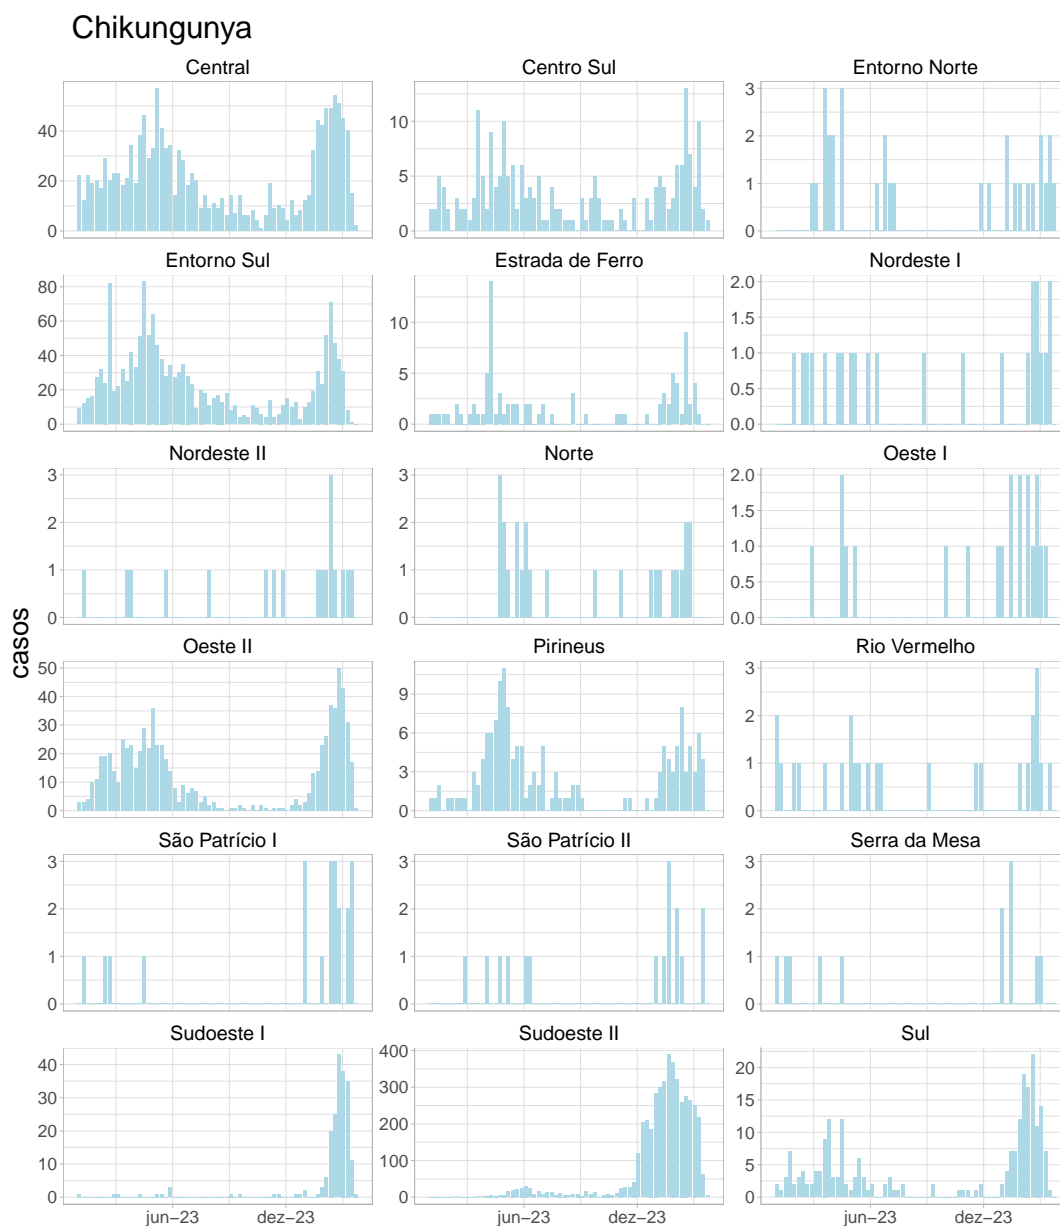 Chikungunya
Central
Centro Sul
Entorno Norte
0
20
40
0
5
10
0
1
2
3
Entorno Sul
Estrada de Ferro
Nordeste I
0
20
40
60
80
0
5
10
0.0
0.5
1.0
1.5
2.0
Nordeste II
Norte
Oeste I
0
1
2
3
0
1
2
3
0.0
0.5
1.0
1.5
2.0
casos
Oeste II
Pirineus
Rio Vermelho
0
10
20
30
40
50
0
3
6
9
0
1
2
3
São Patrício I
São Patrício II
Serra da Mesa
0
1
2
3
0
1
2
3
0
1
2
3
Sudoeste I
Sudoeste II
Sul
0
10
20
30
40
0
100
200
300
400
0
5
10
15
20
jun–23
dez–23
jun–23
dez–23
jun–23
dez–23